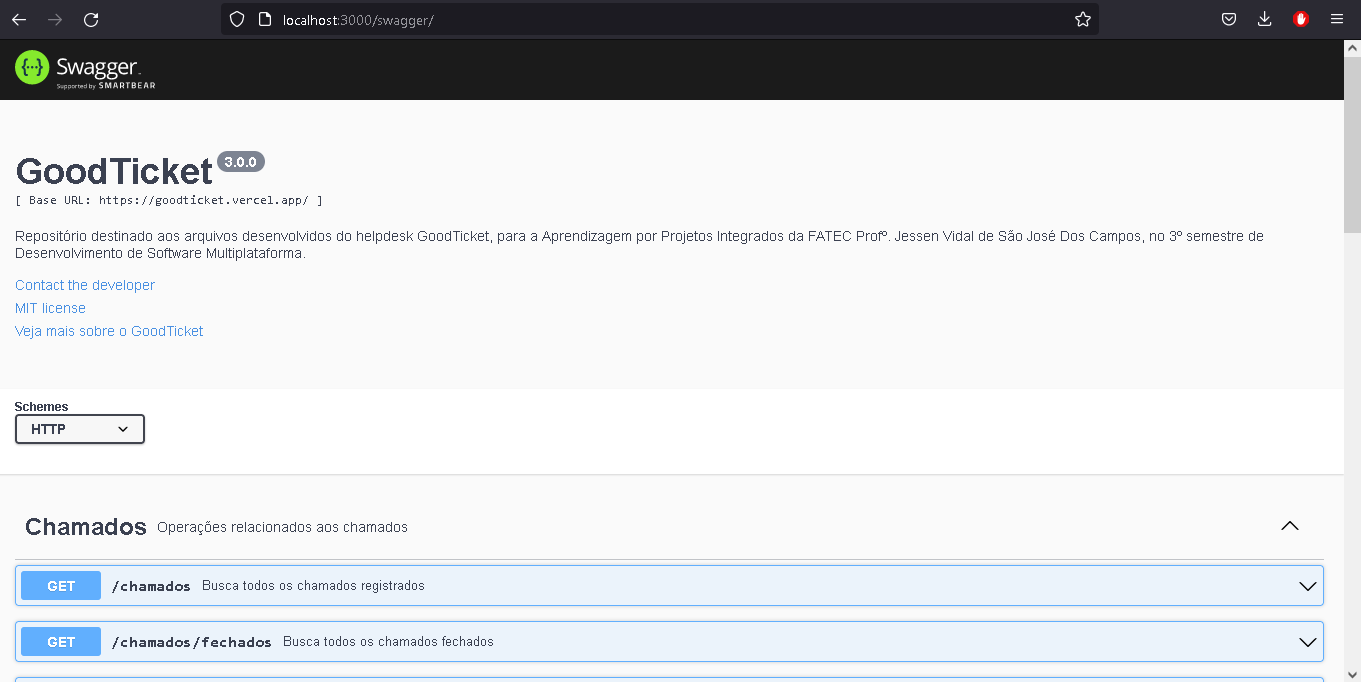 localhost:3000/swagger/
Swagger.
Supported by SMARTBEAR
GoodTicket 3.0.0
[ Base URL: https://goodticket.vercel.app/ ]
Repositório destinado aos arquivos desenvolvidos do helpdesk GoodTicket, para a Aprendizagem por Projetos Integrados da FATEC Profº. Jessen Vidal de São José Dos Campos, no 3º semestre de
Desenvolvimento de Software Multiplataforma.
Contact the developer
MIT license
Veja mais sobre o GoodTicket
Schemes
HTTP
Chamados Operações relacionados aos chamados
GET /chamados Busca todos os chamados registrados
GET /chamados/fechados Busca todos os chamados fechados